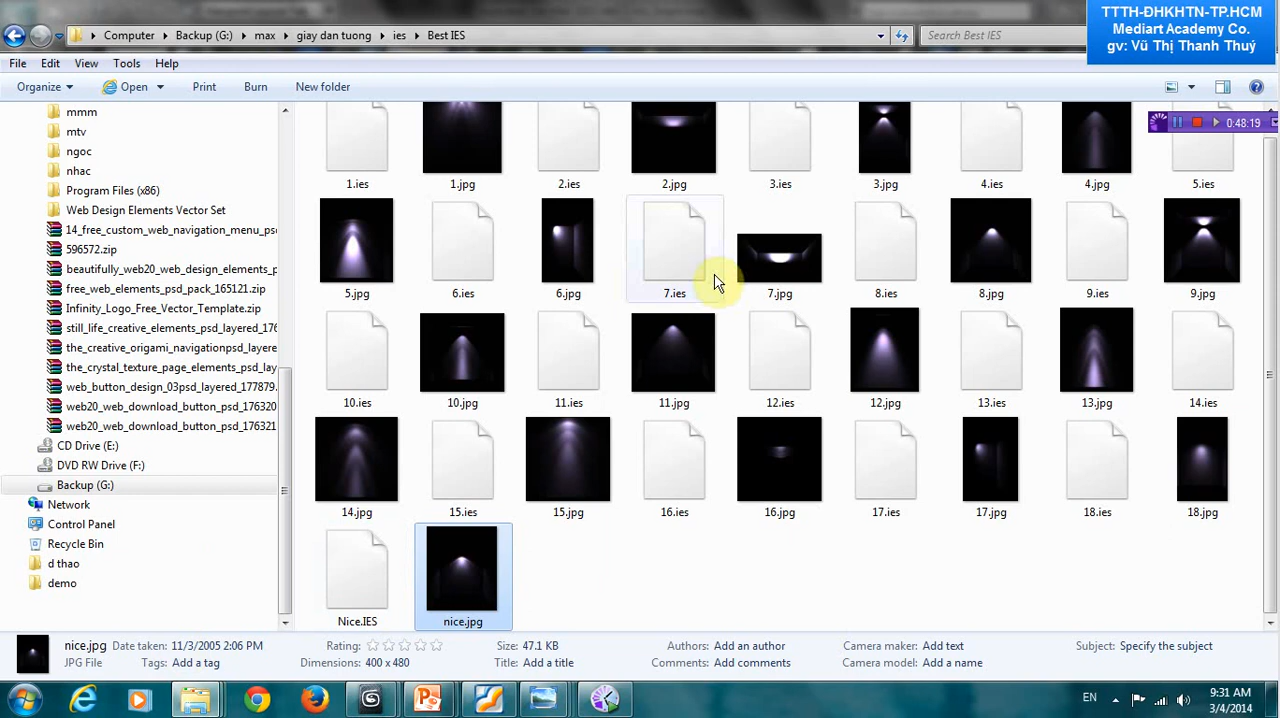 TTTH-ĐHKHTN-TP.HCM
Mediart Academy Co.
gv: Vũ Thị Thanh Thuý
Computer Backup (G:) max giay dan tuong ies Best IES
Search Best IES
File Edit View Tools Help
Organize Open Print Burn New folder
0:48:19
mmm
mtv
ngoc
nhac
Program Files (x86)
Web Design Elements Vector Set
14_free_custom_web_navigation_menu_ps
596572.zip
beautifully_web20_web_design_elements_p
free_web_elements_psd_pack_165121.zip
Infinity_Logo_Free_Vector_Template.zip
still_life_creative_elements_psd_layered_176
the_creative_origami_navigationpsd_layere
the_crystal_texture_page_elements_psd_la
web_button_design_03psd_layered_177879.
web20_web_download_button_psd_176320
web20_web_download_button_psd_176321
CD Drive (E:)
DVD RW Drive (F:)
Backup (G:)
Network
Control Panel
Recycle Bin
d thao
demo
1.ies 1.jpg 2.ies 2.jpg 3.ies 3.jpg 4.ies 4.jpg 5.ies
5.jpg 6.ies 6.jpg 7.ies 7.jpg 8.ies 8.jpg 9.ies 9.jpg
10.ies 10.jpg 11.ies 11.jpg 12.ies 12.jpg 13.ies 13.jpg 14.ies
14.jpg 15.ies 15.jpg 16.ies 16.jpg 17.ies 17.jpg 18.ies 18.jpg
Nice.IES nice.jpg
nice.jpg Date taken: 11/3/2005 2:06 PM Rating: Size: 47.1 KB Authors: Add an author Camera maker: Add text Subject: Specify the subject
JPG File Tags: Add a tag Dimensions: 400 x 480 Title: Add a title Comments: Add comments Camera model: Add a name
EN
9:31 AM
3/4/2014